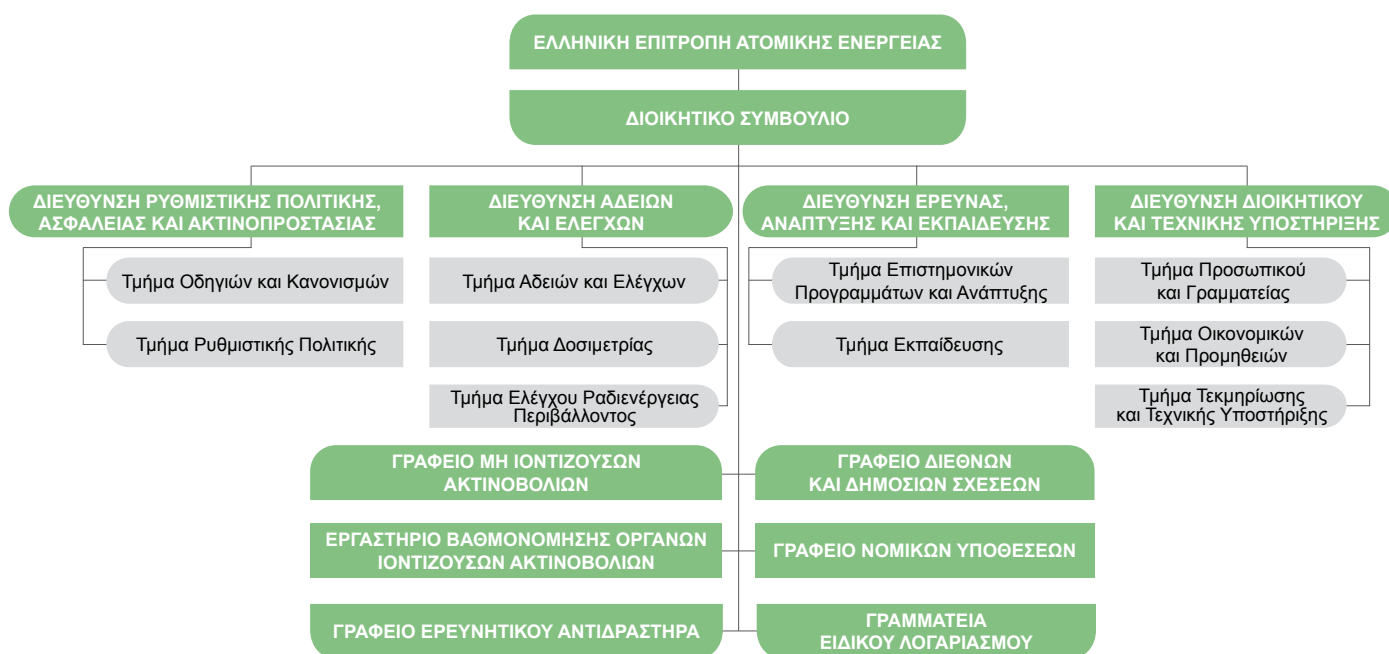 ΕΛΛΗΝΙΚΗ ΕΠΙΤΡΟΠΗ ΑΤΟΜΙΚΗΣ ΕΝΕΡΓΕΙΑΣ
ΔΙΟΙΚΗΤΙΚΟ ΣΥΜΒΟΥΛΙΟ
ΔΙΕΥΘΥΝΣΗ ΡΥΘΜΙΣΤΙΚΗΣ ΠΟΛΙΤΙΚΗΣ,
ΑΣΦΑΛΕΙΑΣ ΚΑΙ ΑΚΤΙΝΟΠΡΟΣΤΑΣΙΑΣ
Τμήμα Οδηγιών και Κανονισμών
Τμήμα Ρυθμιστικής Πολιτκής
ΔΙΕΥΘΥΝΣΗ ΑΔΕΙΩΝ
ΚΑΙ ΕΛΕΓΧΩΝ
Τμήμα Αδειών και Ελέγχων
Τμήμα Δοσιμετρίας
Τμήμα Ελέγχου Ραδιενέργειας
Περιβάλλοντος
ΔΙΕΥΘΥΝΣΗ ΕΡΕΥΝΑΣ,
ΑΝΑΠΤΥΞΗΣ ΚΑΙ ΕΚΠΑΙΔΕΥΣΗΣ
Τμήμα Επιστημονικών
Προγραμμάτων και Ανάπτυξης
Τμήμα Εκπαίδευσης
ΔΙΕΥΘΥΝΣΗ ΔΙΟΙΚΗΤΙΚΟΥ
ΚΑΙ ΤΕΧΝΙΚΗΣ ΥΠΟΣΤΗΡΙΞΗΣ
Τμήμα Προσωπικού
και Γραμματείας
Τμήμα Οικονομικών
και Προμηθειών
Τμήμα Τεκμηρίωσης
και Τεχνικής Υποστήριξης
ΓΡΑΦΕΙΟ ΜΗ ΙΟΝΤΙΖΟΥΣΩΝ
ΑΚΤΙΝΟΒΟΛΙΩΝ
ΓΡΑΦΕΙΟ ΔΙΕΘΝΩΝ
ΚΑΙ ΔΗΜΟΣΙΩΝ ΣΧΕΣΕΩΝ
ΕΡΓΑΣΤΗΡΙΟ ΒΑΘΜΟΝΟΜΗΣΗΣ ΟΡΓΑΝΩΝ
ΙΟΝΤΙΖΟΥΣΩΝ ΑΚΤΙΝΟΒΟΛΙΩΝ
ΓΡΑΦΕΙΟ ΝΟΜΙΚΩΝ ΥΠΟΘΕΣΕΩΝ
ΓΡΑΦΕΙΟ ΕΡΕΥΝΗΤΙΚΟΥ ΑΝΤΙΔΡΑΣΤΗΡΑ
ΓΡΑΜΜΑΤΕΙΑ
ΕΙΔΙΚΟΥ ΛΟΓΑΡΙΑΣΜΟΥ